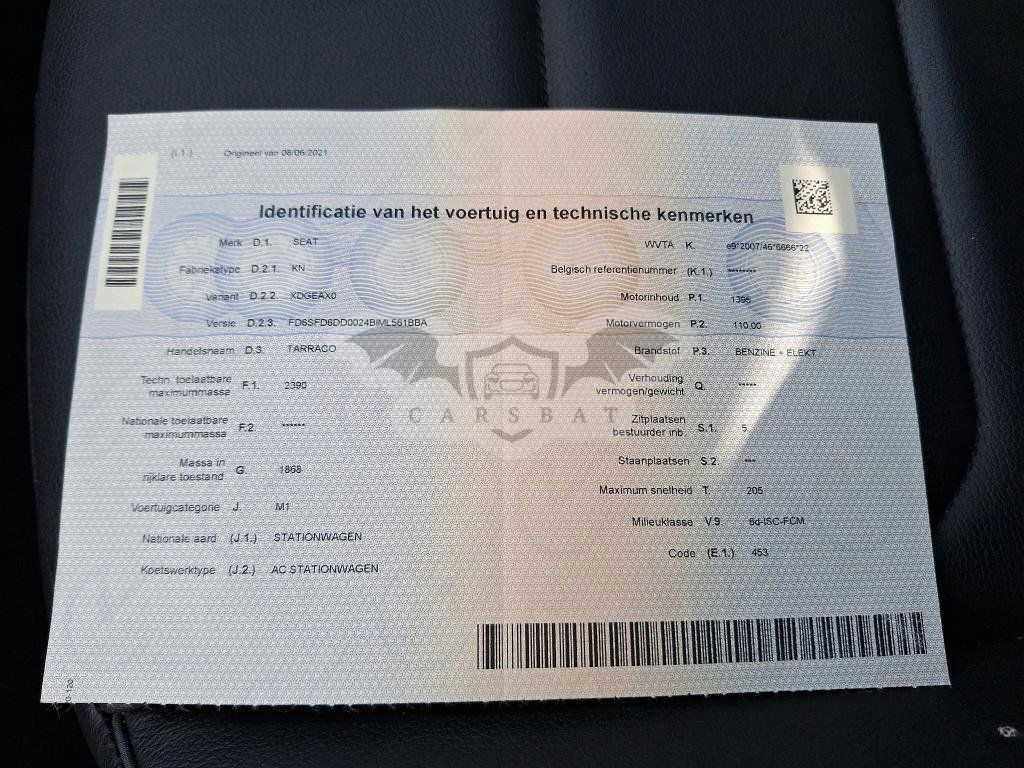 (I.1.) Origineel van 08/06/2021
Identificatie van het voertuig en technische kenmerken
Merk D.1. SEAT
Fabriekstype D.2.1. KN
Variant D.2.2. XDGEAX0
Versie D.2.3. FD6SFD6DD0024BIML561BBA
Handelsnaam D.3. TARRACO
Techn. toelaatbare
maximummassa F.1. 2390
Nationale toelaatbare
maximummassa F.2. ******
Massa in
rijklare toestand G. 1868
Voertuigcategorie J. M1
Nationale aard (J.1.) STATIONWAGEN
Koetswerktype (J.2.) AC STATIONWAGEN
WVTA K. e9*2007/46*6666*22
Belgisch referentienummer (K.1.) ********
Motorinhoud P.1. 1395
Motorvermogen P.2. 110.00
Brandstof P.3. BENZINE + ELEKT
Verhouding
vermogen/gewicht Q. *****
Zitplaatsen
bestuurder inb. S.1. 5
Staanplaatsen S.2. ***
Maximum snelheid T. 205
Milieuklasse V.9. 6d-ISC-FCM
Code (E.1.) 453
CARSBAT